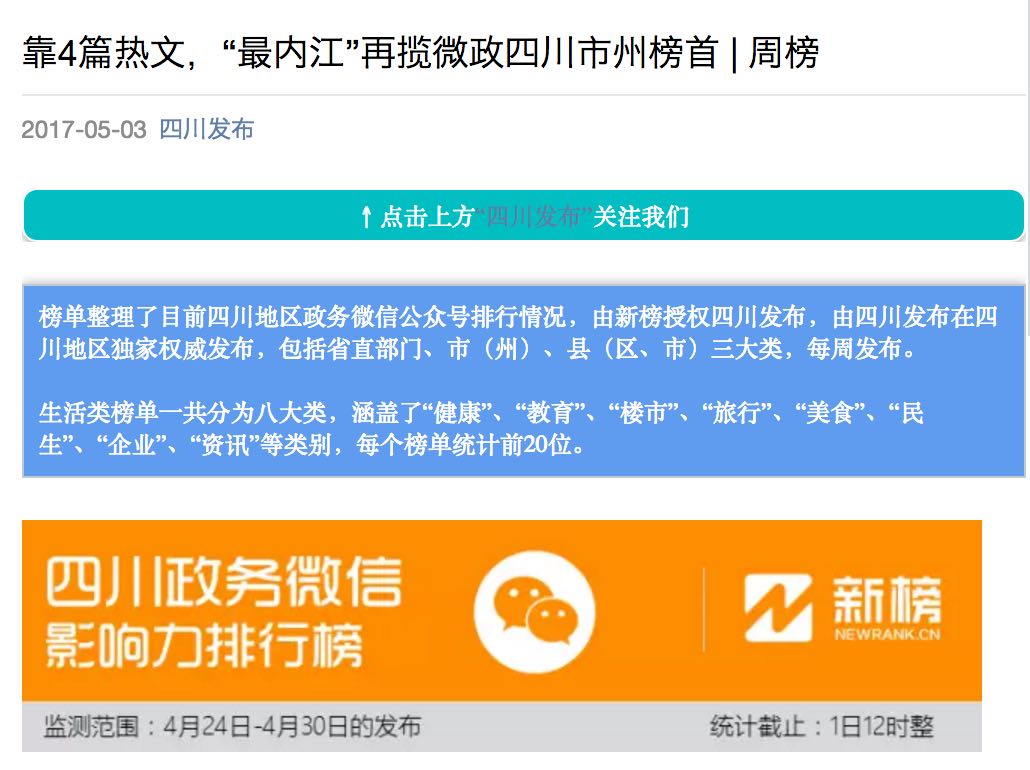 靠4篇热文，“最内江”再揽微政四川市州榜首 | 周榜
2017-05-03 四川发布
↑ 点击上方“四川发布”关注我们
榜单整理了目前四川地区政务微信公众号排行情况，由新榜授权四川发布，由四川发布在四
川地区独家权威发布，包括省直部门、市（州）、县（区、市）三大类，每周发布。
生活类榜单一共分为八大类，涵盖了“健康”、“教育”、“楼市”、“旅行”、“美食”、“民
生”、“企业”、“资讯”等类别，每个榜单统计前20位。
四川政务微信
影响力排行榜
新榜
NEWRANK.CN
监测范围：4月24日-4月30日的发布
统计截止：1日12时整